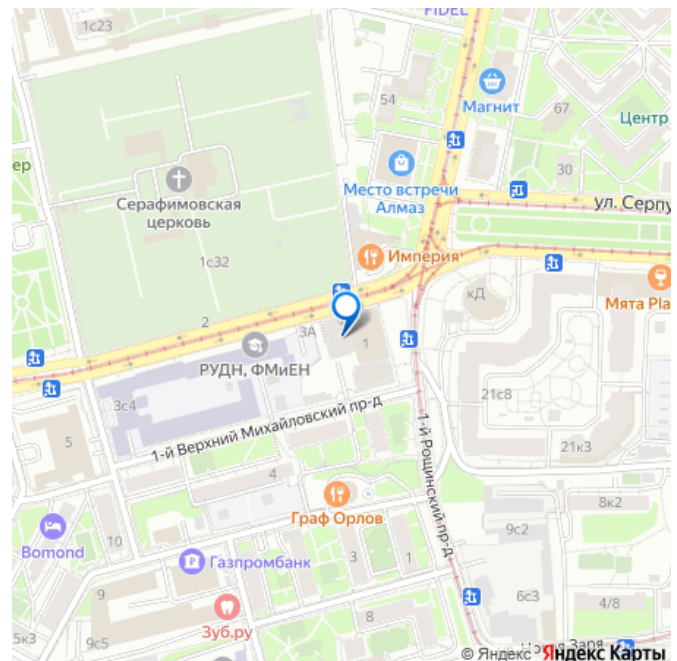 FIDEL
1с23
Магнит
54
67
Центр
ер
30
Место встречи
Алмаз
Серафимовская
церковь
ул. Серпу
Империя
1с32
кД
Мята Pla
2
3А
1
РУДН, ФМиЕН
21с8
3с4
1-й Верхний Михайловский пр-д
1-й Рощинский пр-д
5
21к3
4
8к2
Граф Орлов
9с2
Bomond
10
Газпромбанк
3
1
9
6с3
4/8
Зуб.ру
8
5к3
9с5
Новая Заря
© Яндекс Яндекс Карты